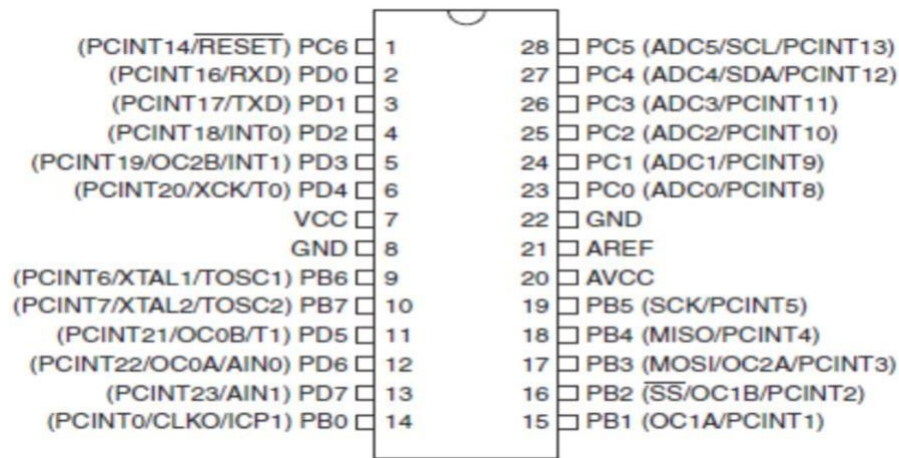 (PCINT14/RESET) PC6 1 28 PC5 (ADC5/SCL/PCINT13)
(PCINT16/RXD) PD0 2 27 PC4 (ADC4/SDA/PCINT12)
(PCINT17/TXD) PD1 3 26 PC3 (ADC3/PCINT11)
(PCINT18/INT0) PD2 4 25 PC2 (ADC2/PCINT10)
(PCINT19/OC2B/INT1) PD3 5 24 PC1 (ADC1/PCINT9)
(PCINT20/XCK/T0) PD4 6 23 PC0 (ADC0/PCINT8)
VCC 7 22 GND
GND 8 21 AREF
(PCINT6/XTAL1/TOSC1) PB6 9 20 AVCC
(PCINT7/XTAL2/TOSC2) PB7 10 19 PB5 (SCK/PCINT5)
(PCINT21/OC0B/T1) PD5 11 18 PB4 (MISO/PCINT4)
(PCINT22/OC0A/AIN0) PD6 12 17 PB3 (MOSI/OC2A/PCINT3)
(PCINT23/AIN1) PD7 13 16 PB2 (SS/OC1B/PCINT2)
(PCINT0/CLKO/ICP1) PB0 14 15 PB1 (OC1A/PCINT1)